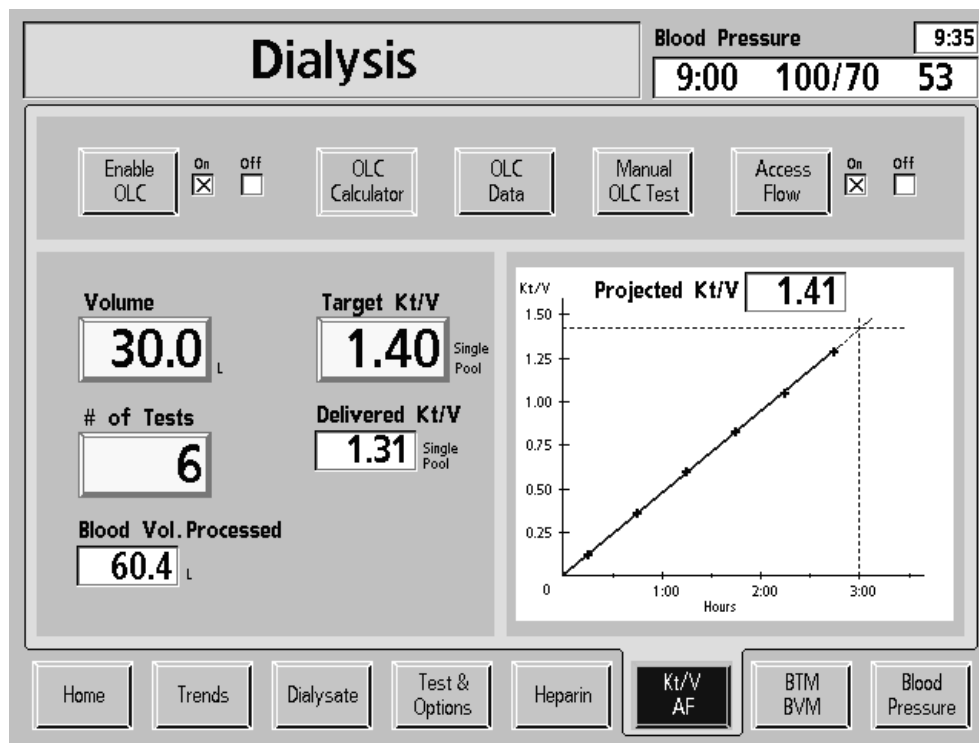 Dialysis
Blood Pressure
9:35
9:00 100/70 53
Enable
OLC
On Off
OLC
Calculator
OLC
Data
Manual
OLC Test
Access
Flow
On Off
Volume
30.0 L
Target Kt/V
1.40 Single
Pool
# of Tests
6
Delivered Kt/V
1.31 Single
Pool
Blood Vol.Processed
60.4 L
Kt/V
Projected Kt/V 1.41
1.50
1.25
1.00
0.75
0.50
0.25
0 1:00 2:00 3:00
Hours
Home
Trends
Dialysate
Test &
Options
Heparin
Kt/V
AF
BTM
BVM
Blood
Pressure